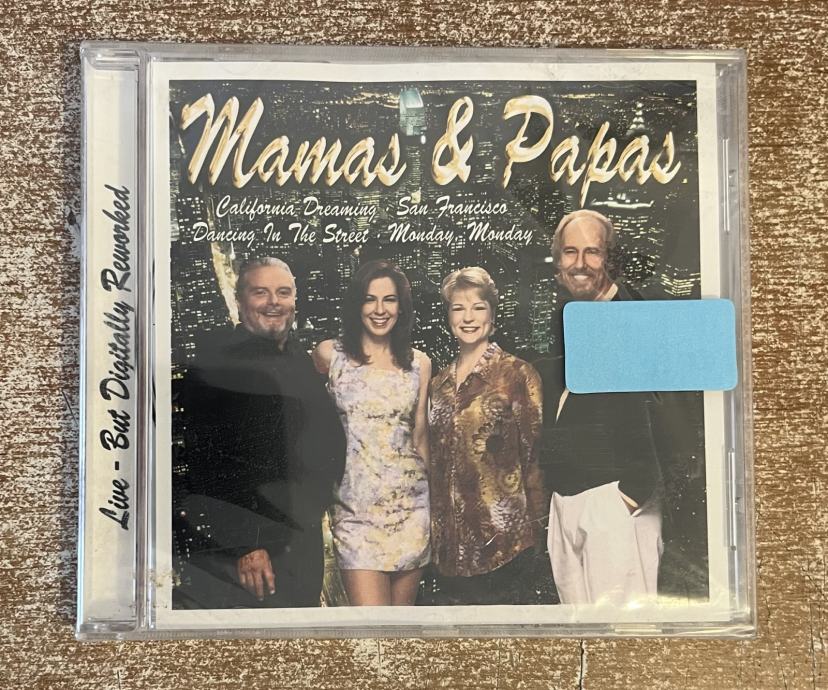 Mamas & Papas
California Dreaming · San Francisco
Dancing In The Street · Monday, Monday
Live - But Digitally Reworked